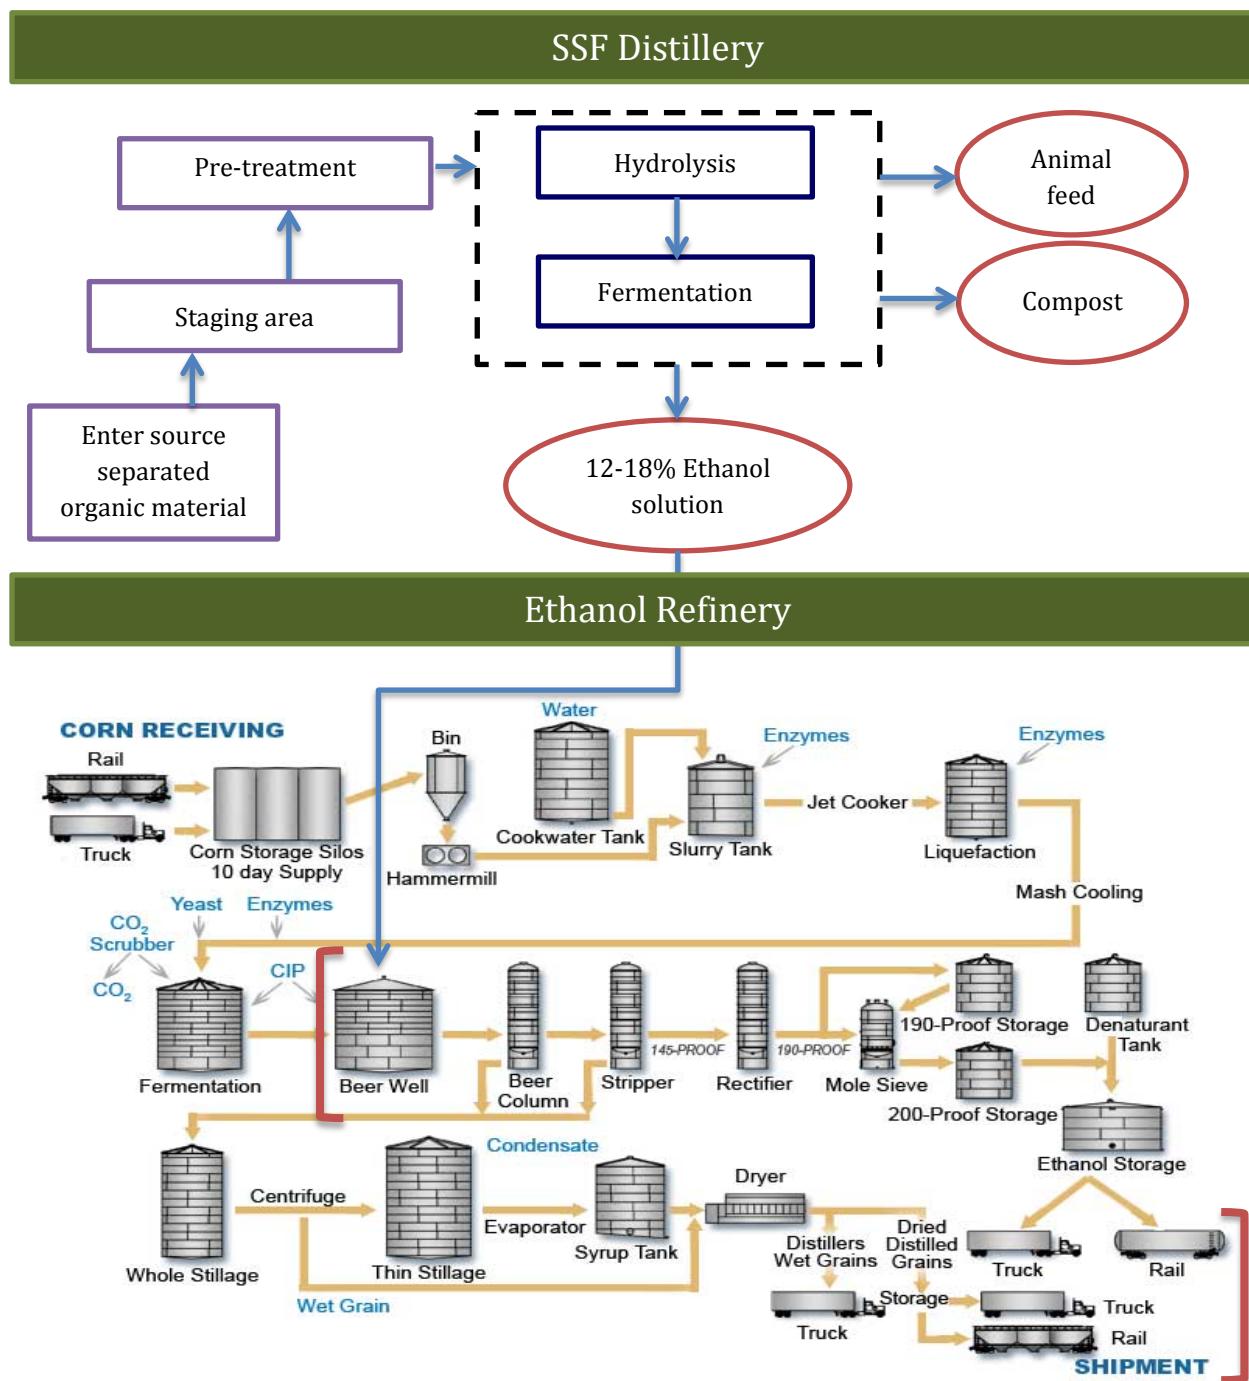 SSF Distillery
Pre-treatment
Hydrolysis
Animal
feed
Staging area
Fermentation
Compost
Enter source
separated
organic material
12-18% Ethanol
solution
Ethanol Refinery
CORN RECEIVING
Rail
Truck
Corn Storage Silos
10 day Supply
Bin
Hammermill
Water
Cookwater Tank
Enzymes
Slurry Tank
Jet Cooker
Enzymes
Liquefaction
Mash Cooling
Yeast
Enzymes
CO2
Scrubber
CO2
CIP
Fermentation
Beer Well
Beer
Column
Stripper
145-PROOF
Rectifier
190-PROOF
Mole Sieve
190-Proof Storage
Denaturant
Tank
200-Proof Storage
Ethanol Storage
Whole Stillage
Centrifuge
Wet Grain
Thin Stillage
Condensate
Evaporator
Syrup Tank
Dryer
Distillers
Wet Grains
Truck
Dried
Distilled
Grains
Storage
Truck
Rail
Truck
Rail
SHIPMENT